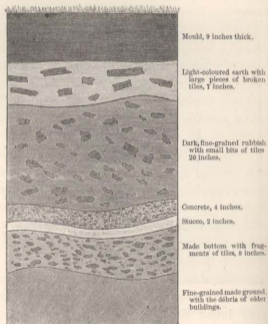 Mould, 9 inches thick.
Light-coloured earth with
large pieces of broken
tiles, 7 inches.
Dark, fine-grained rubbish
with small bits of tiles
20 inches.
Concrete, 4 inches.
Stucco, 2 inches.
Made bottom with frag-
ments of tiles, 8 inches.
Fine-grained made ground,
with the débris of older
buildings.